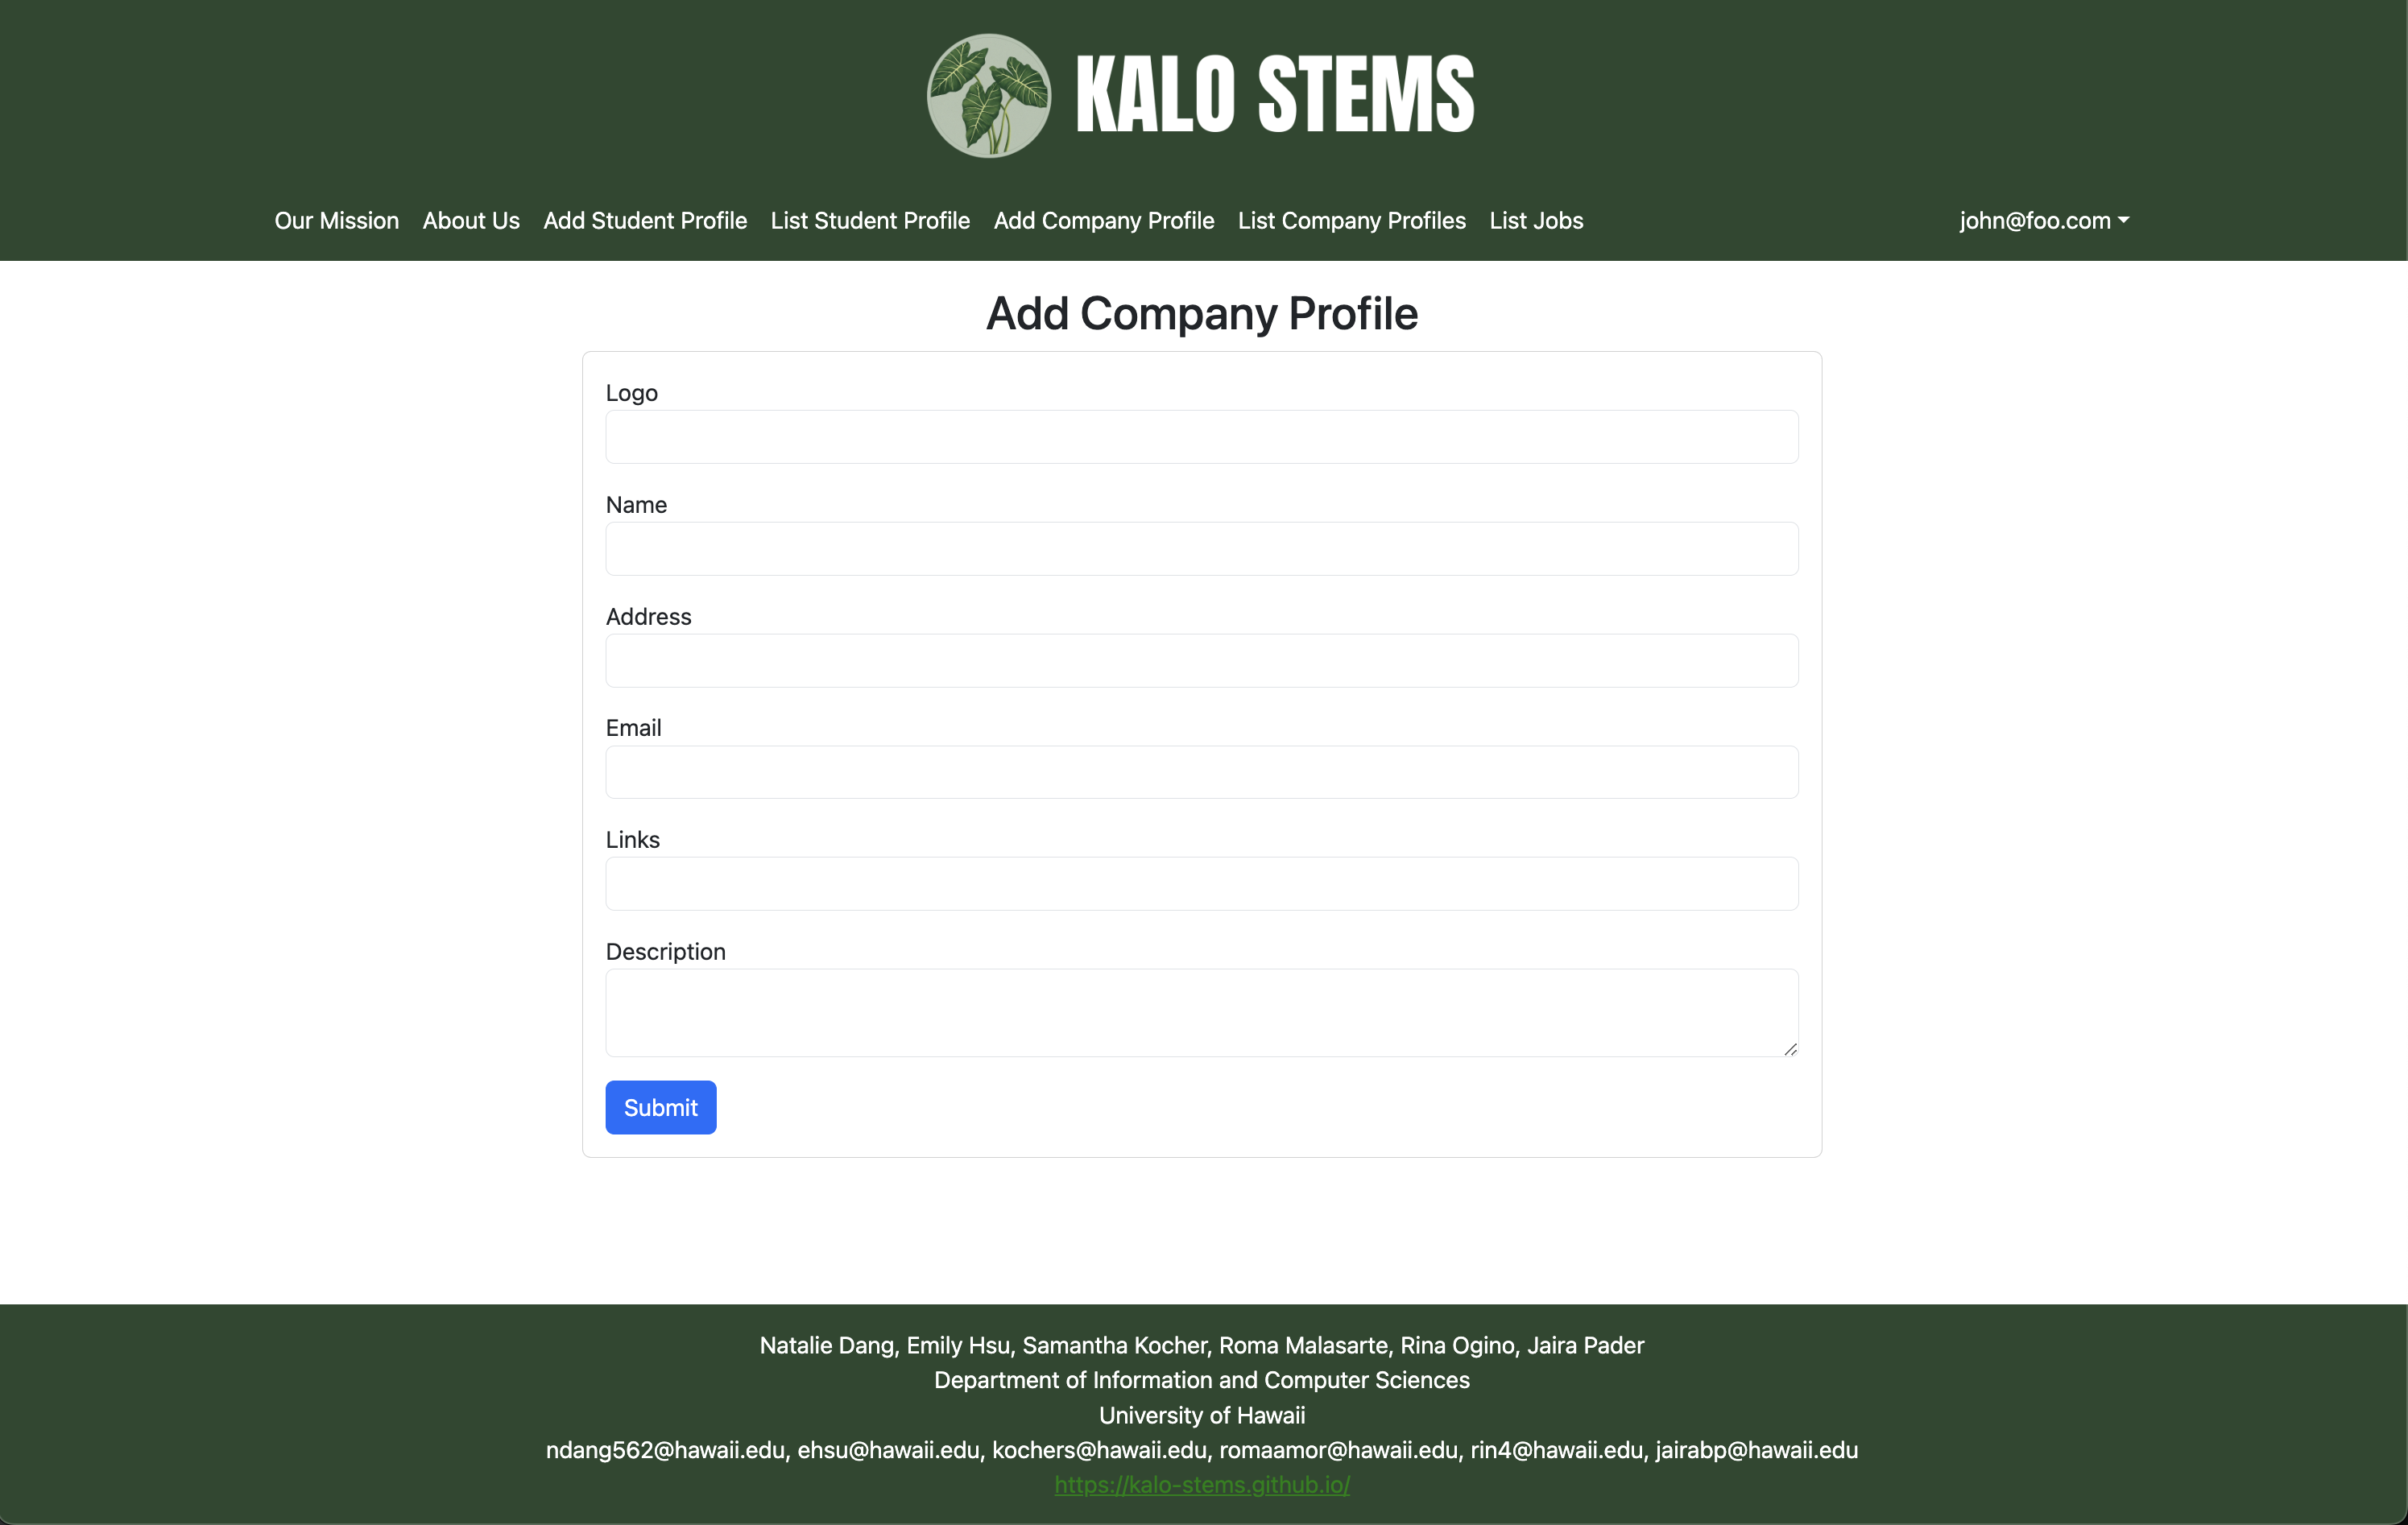 KALO STEMS
Our Mission About Us Add Student Profile List Student Profile Add Company Profile List Company Profiles List Jobs john@foo.com
Add Company Profile
Logo
Name
Address
Email
Links
Description
Submit
Natalie Dang, Emily Hsu, Samantha Kocher, Roma Malasarte, Rina Ogino, Jaira Pader
Department of Information and Computer Sciences
University of Hawaii
ndang562@hawaii.edu, ehsu@hawaii.edu, kochers@hawaii.edu, romaamor@hawaii.edu, rin4@hawaii.edu, jairabp@hawaii.edu
https://kalo-stems.github.io/